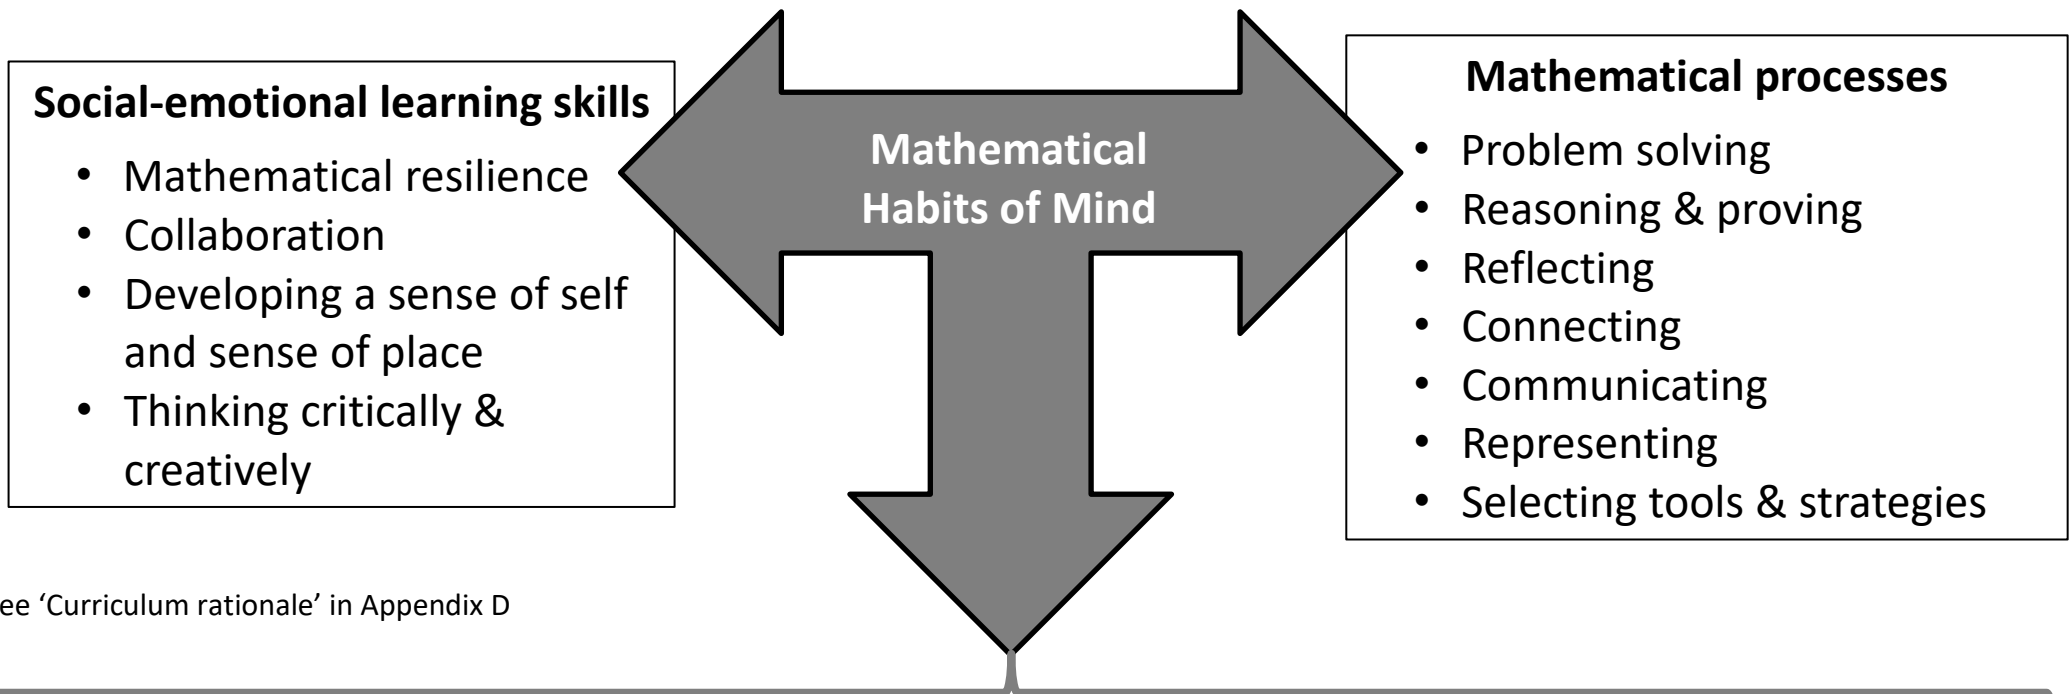 Social-emotional learning skills
• Mathematical resilience
• Collaboration
• Developing a sense of self
and sense of place
• Thinking critically &
creatively
Mathematical
Habits of Mind
Mathematical processes
• Problem solving
• Reasoning & proving
• Reflecting
• Connecting
• Communicating
• Representing
• Selecting tools & strategies
ee ‘Curriculum rationale’ in Appendix D